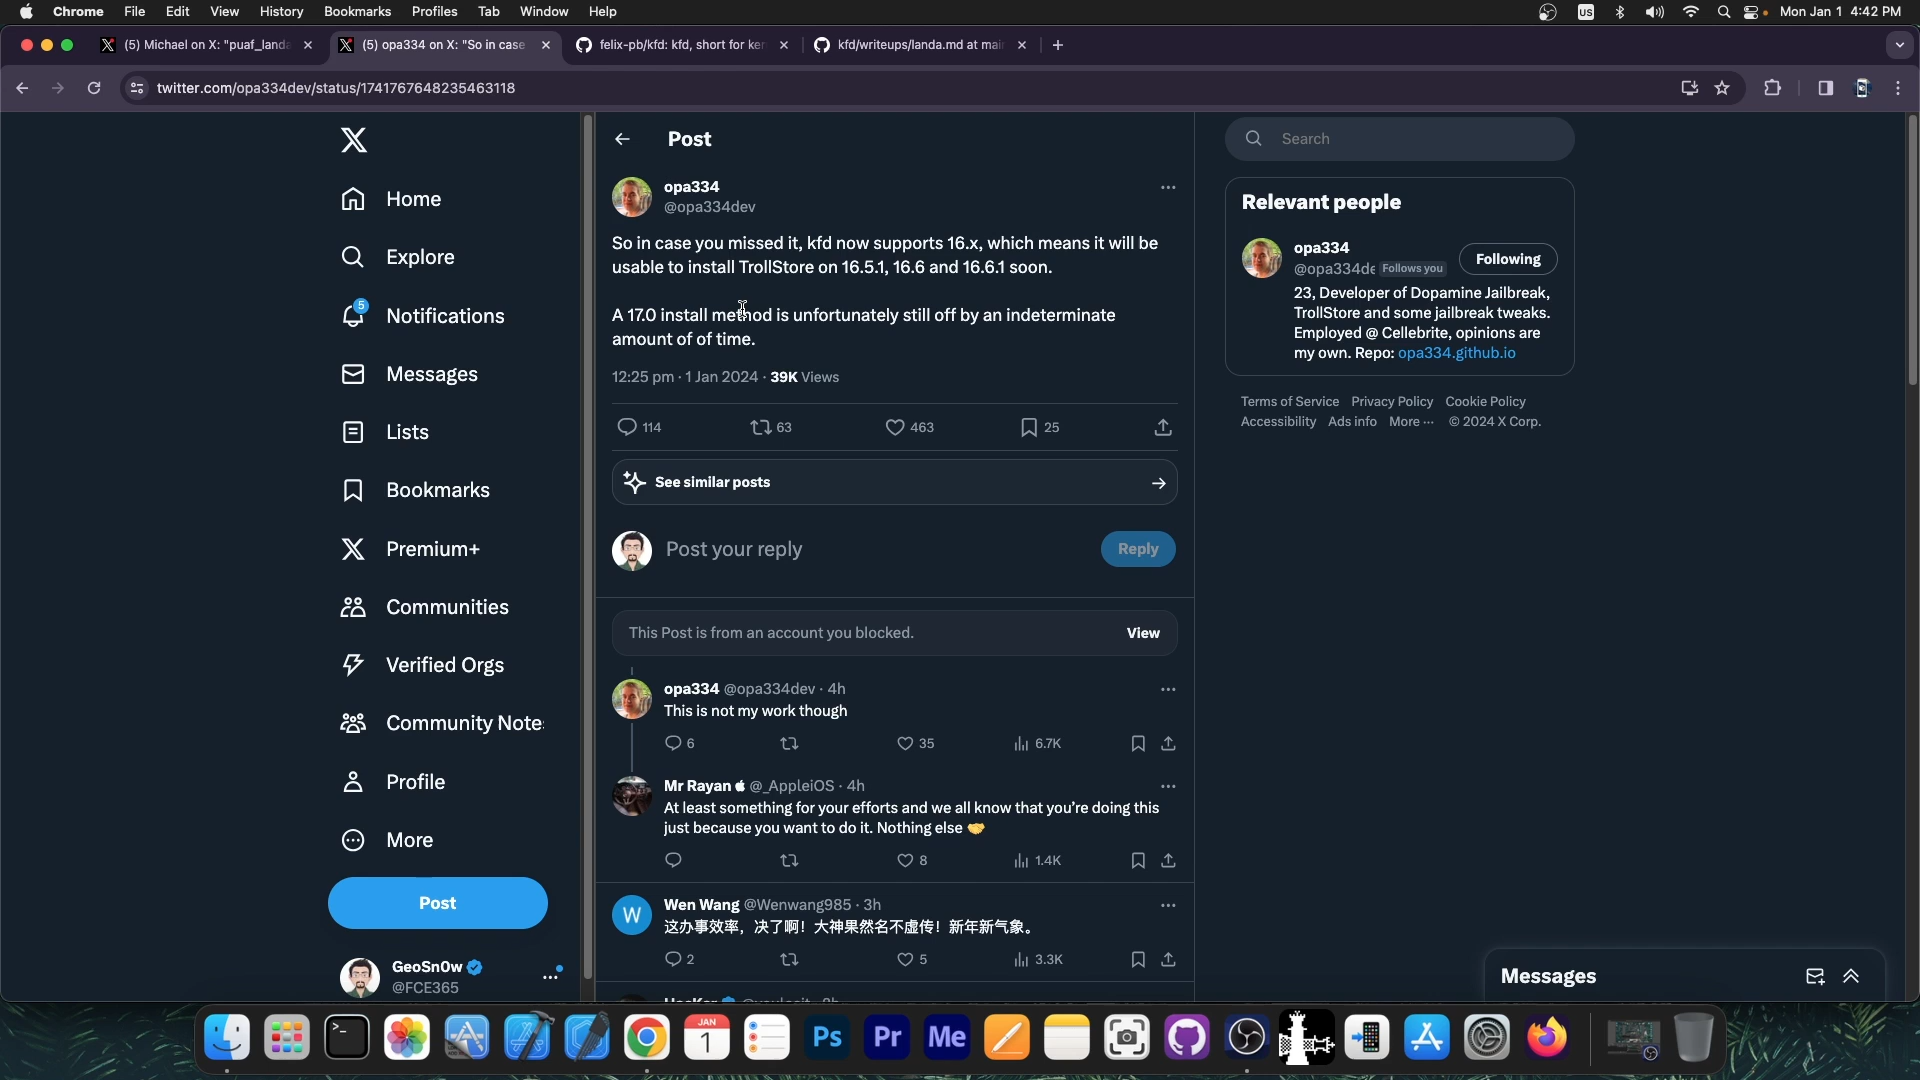 Chrome File Edit View History Bookmarks Profiles Tab Window Help
US Mon Jan 1 4:42 PM
(5) Michael on X: "puaf_landa
(5) opa334 on X: "So in case
felix-pb/kfd: kfd, short for ker
kfd/writeups/landa.md at mai
twitter.com/opa334dev/status/1741767648235463118
Home
Explore
5
Notifications
Messages
Lists
Bookmarks
Premium+
Communities
Verified Orgs
Community Note
Profile
More
Post
GeoSn0w
@FCE365
Post
opa334
@opa334dev
So in case you missed it, kfd now supports 16.x, which means it will be
usable to install TrollStore on 16.5.1, 16.6 and 16.6.1 soon.
A 17.0 install method is unfortunately still off by an indeterminate
amount of of time.
12:25 pm · 1 Jan 2024 · 39K Views
114 63 463 25
See similar posts
Post your reply
Reply
This Post is from an account you blocked.
View
opa334 @opa334dev · 4h
This is not my work though
6 35 6.7K
Mr Rayan @_AppleiOS · 4h
At least something for your efforts and we all know that you're doing this
just because you want to do it. Nothing else 🤝
8 1.4K
W
Wen Wang @Wenwang985 · 3h
这办事效率，决了啊！大神果然名不虚传！新年新气象。
2 5 3.3K
Search
Relevant people
opa334
@opa334de Follows you
Following
23, Developer of Dopamine Jailbreak,
TrollStore and some jailbreak tweaks.
Employed @ Cellebrite, opinions are
my own. Repo: opa334.github.io
Terms of Service Privacy Policy Cookie Policy
Accessibility Ads info More ··· © 2024 X Corp.
Messages
JAN
1
Ps
Pr
Me